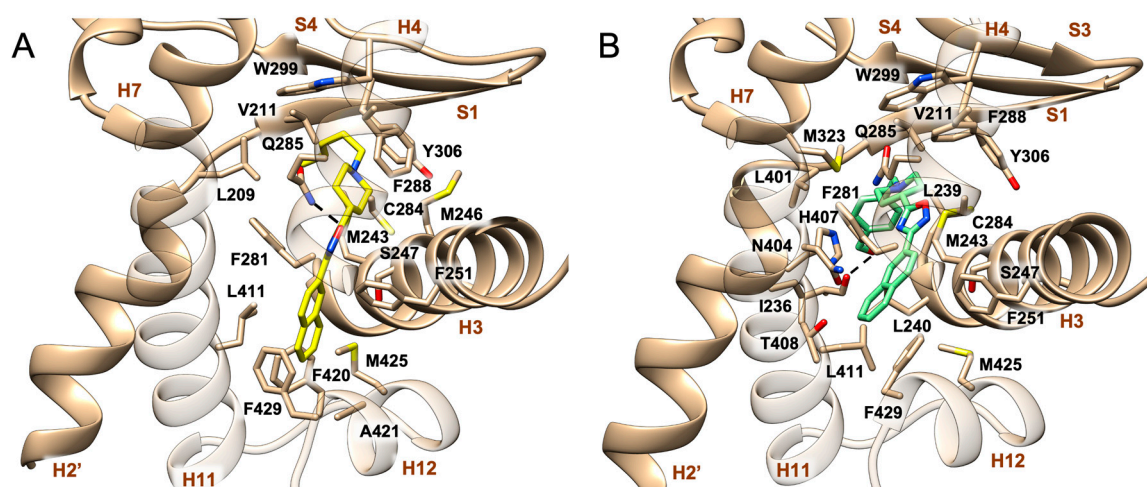 A
S4
H4
W299
H7
V211
S1
Q285
Y306
F288
L209
C284
M246
M243
S247
F281
F251
L411
H3
M425
F420
F429
A421
H2’
H11
H12
B
S4
H4
S3
W299
H7
S1
V211
F288
M323
Q285
Y306
L401
F281
L239
H407
C284
M243
N404
S247
I236
F251
H3
L240
T408
L411
M425
F429
H2’
H11
H12